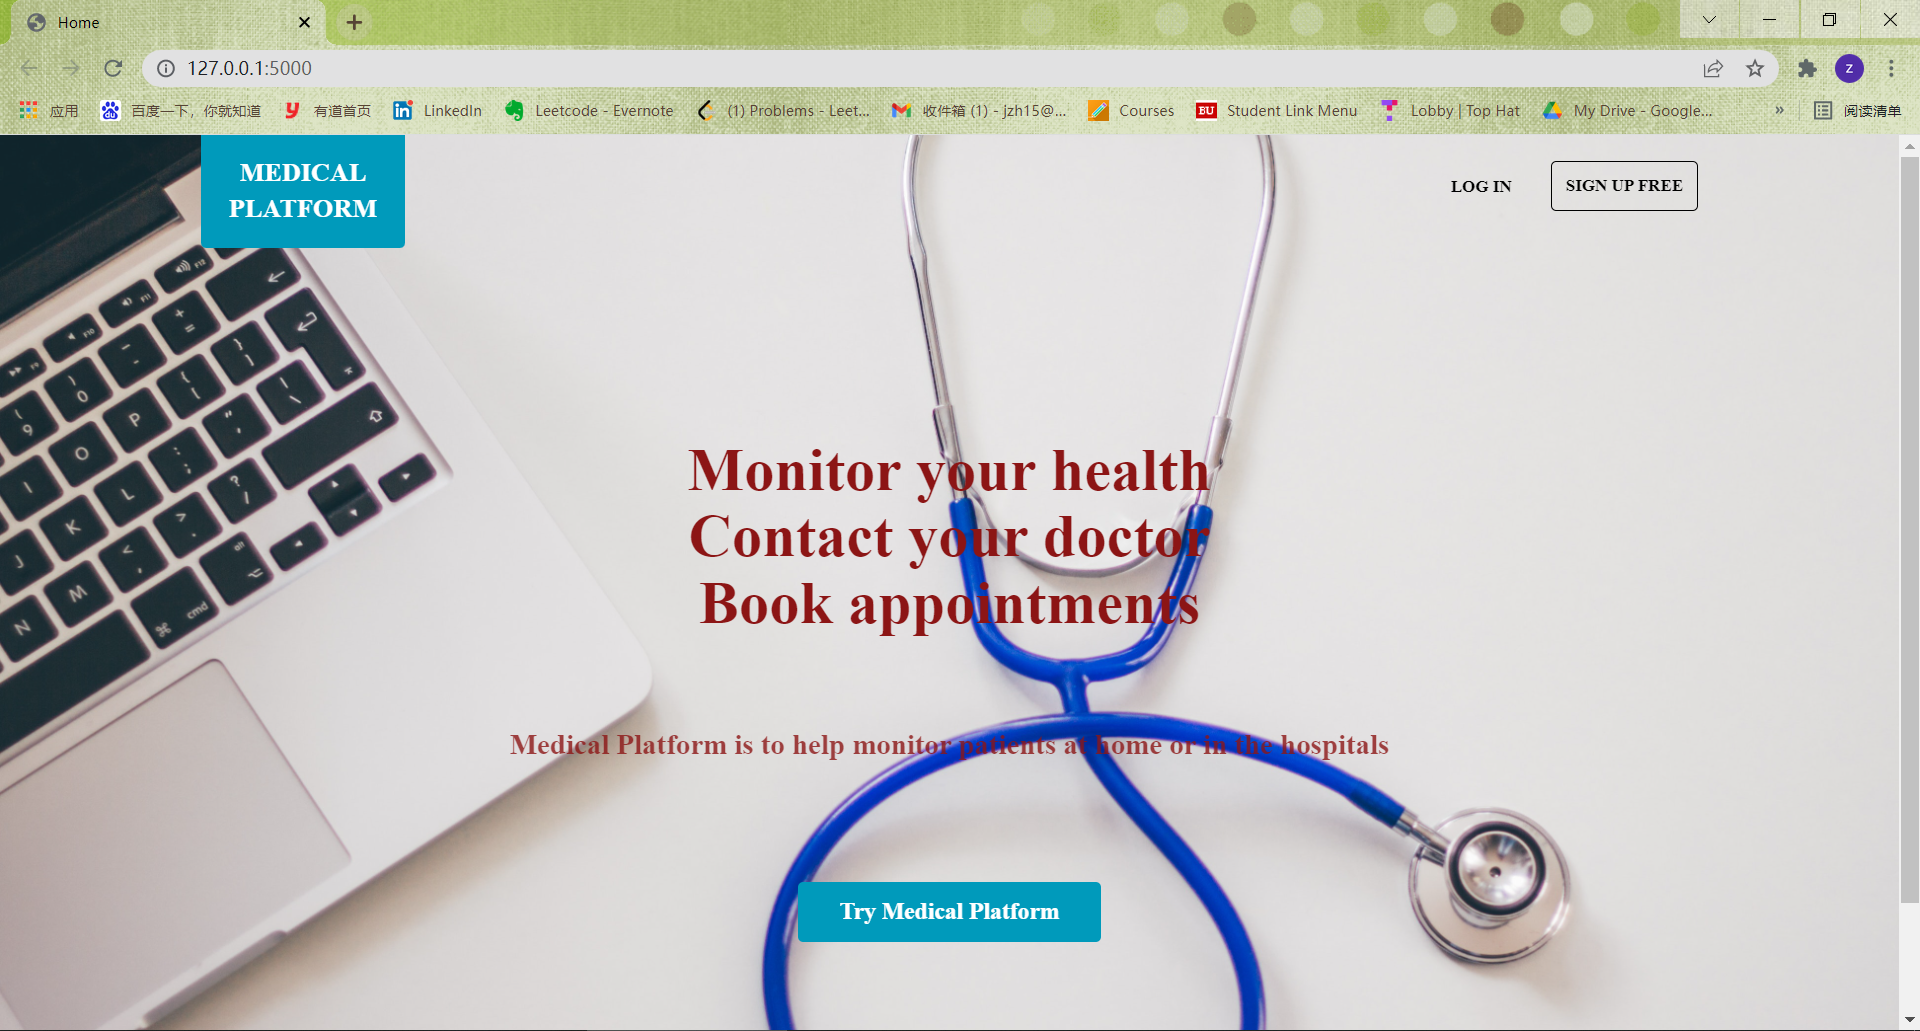 Home
127.0.0.1:5000
应用
百度一下，你就知道
有道首页
LinkedIn
Leetcode - Evernote
(1) Problems - Leet...
收件箱 (1) - jzh15@...
Courses
BU
Student Link Menu
Lobby | Top Hat
My Drive - Google...
»
阅读清单
z
MEDICAL
PLATFORM
LOG IN
SIGN UP FREE
Monitor your health
Contact your doctor
Book appointments
Medical Platform is to help monitor patients at home or in the hospitals
Try Medical Platform